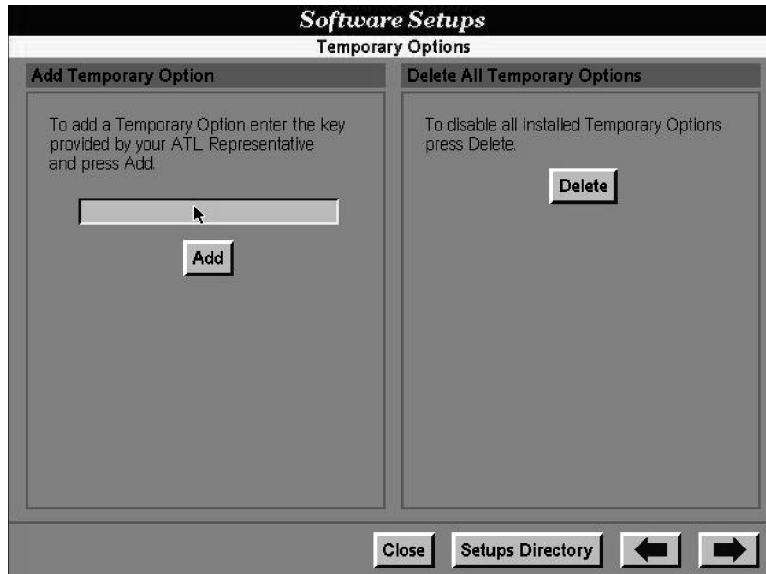 Software Setups
Temporary Options
Add Temporary Option
To add a Temporary Option enter the key
provided by your ATL Representative
and press Add.
Add
Delete All Temporary Options
To disable all installed Temporary Options
press Delete.
Delete
Close
Setups Directory